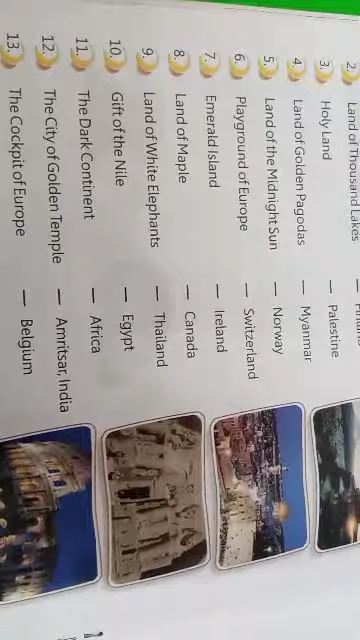 2. Land of Thousand Lakes —
3. Holy Land — Palestine
4. Land of Golden Pagodas — Myanmar
5. Land of the Midnight Sun — Norway
6. Playground of Europe — Switzerland
7. Emerald Island — Ireland
8. Land of Maple — Canada
9. Land of White Elephants — Thailand
10. Gift of the Nile — Egypt
11. The Dark Continent — Africa
12. The City of Golden Temple — Amritsar, India
13. The Cockpit of Europe — Belgium